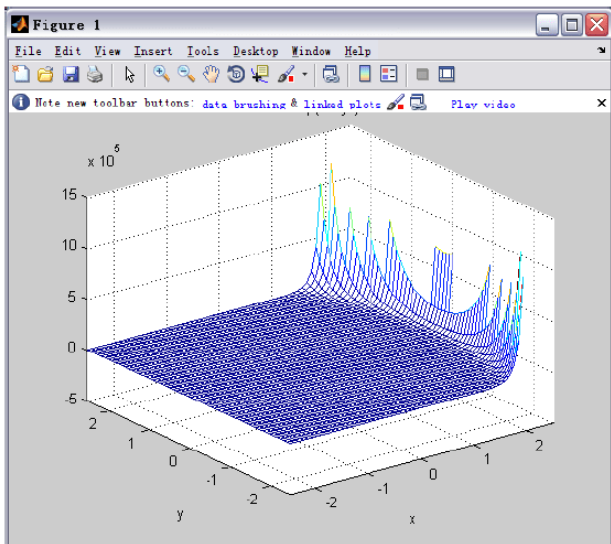 Figure 1
File Edit View Insert Tools Desktop Window Help
Note new toolbar buttons: data brushing & linked plots Play video
x 10^5
15
10
5
0
-5
2
1
0
-1
-2
y
-2
-1
0
1
2
x